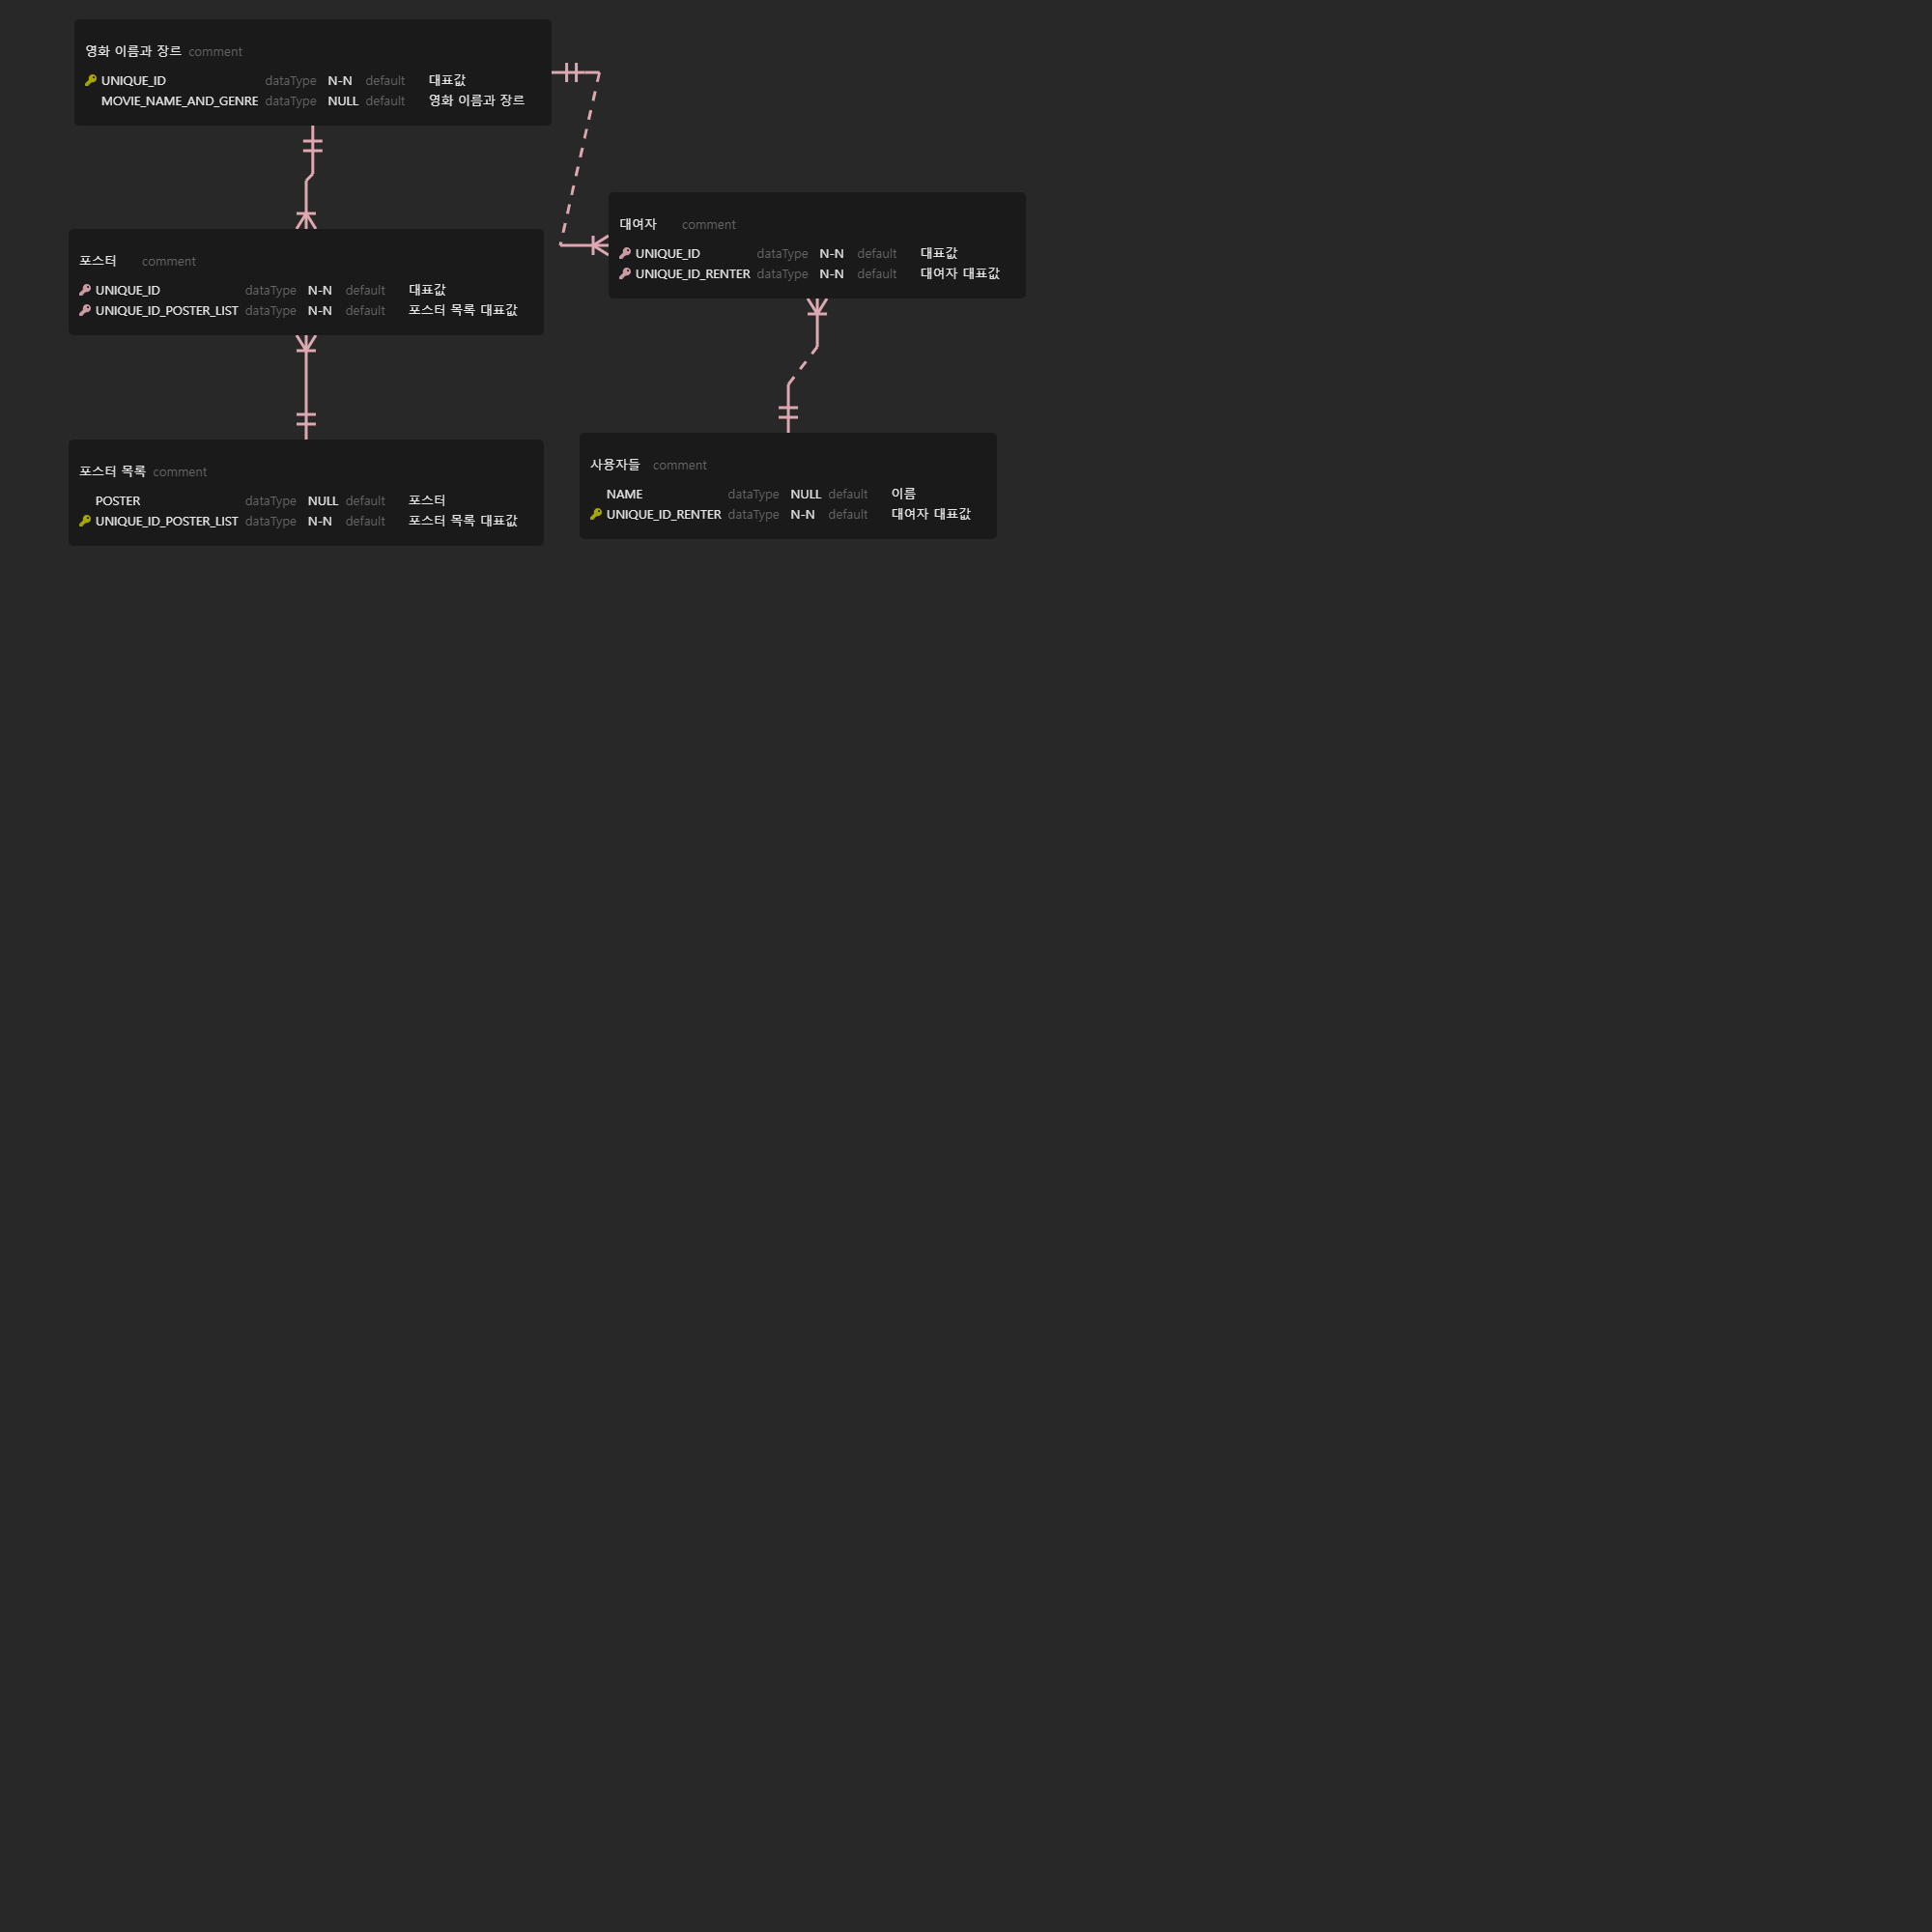 영화 이름과 장르 comment
UNIQUE_ID dataType N-N default 대표값
MOVIE_NAME_AND_GENRE dataType NULL default 영화 이름과 장르
대여자 comment
UNIQUE_ID dataType N-N default 대표값
UNIQUE_ID_RENTER dataType N-N default 대여자 대표값
포스터 comment
UNIQUE_ID dataType N-N default 대표값
UNIQUE_ID_POSTER_LIST dataType N-N default 포스터 목록 대표값
포스터 목록 comment
POSTER dataType NULL default 포스터
UNIQUE_ID_POSTER_LIST dataType N-N default 포스터 목록 대표값
사용자들 comment
NAME dataType NULL default 이름
UNIQUE_ID_RENTER dataType N-N default 대여자 대표값